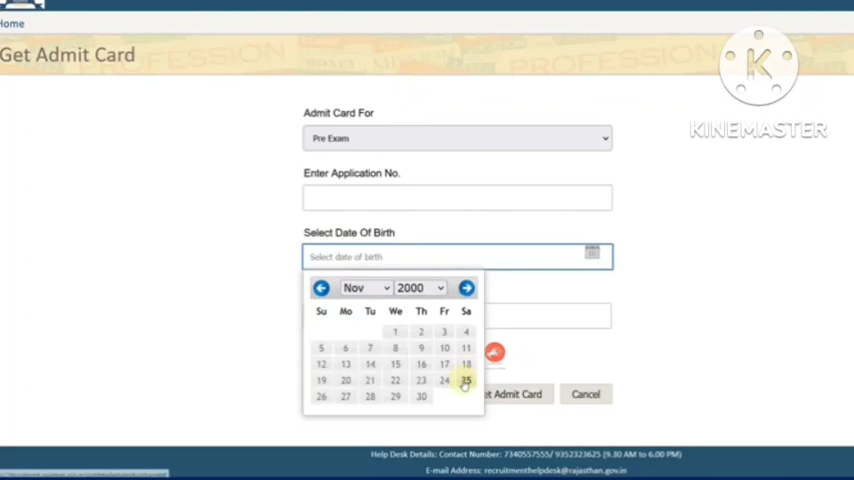 Home
Get Admit Card
PROFESSION
PROFESSION
K
KINEMASTER
Admit Card For
Pre Exam
Enter Application No.
Select Date Of Birth
Select date of birth
Nov 2000
Su Mo Tu We Th Fr Sa
1 2 3 4
5 6 7 8 9 10 11
12 13 14 15 16 17 18
19 20 21 22 23 24 25
26 27 28 29 30
et Admit Card Cancel
Help Desk Details: Contact Number: 7340557555/ 9352323625 (9.30 AM to 6.00 PM)
E-mail Address: recruitmenthelpdesk@rajasthan.gov.in